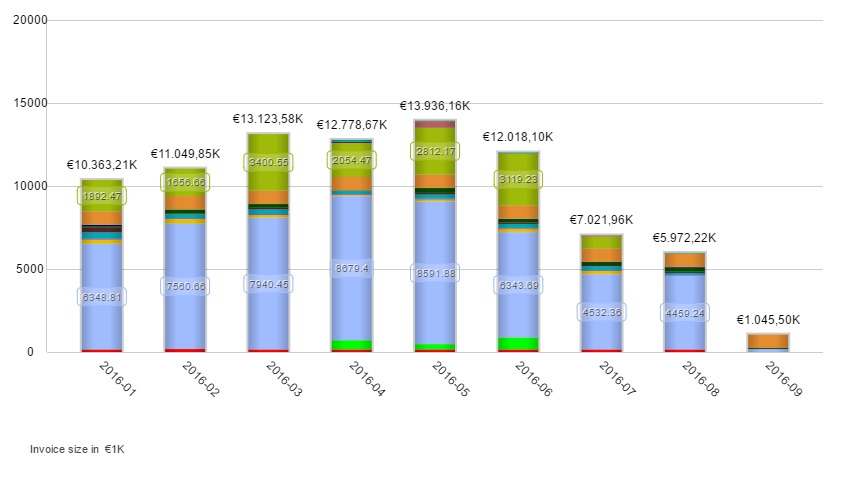 20000
15000
10000
5000
0
€10.363,21K
€11.049,85K
€13.123,58K
€12.778,67K
€13.936,16K
€12.018,10K
€7.021,96K
€5.972,22K
€1.045,50K
1892.47
1656.66
3400.55
2054.47
2812.17
3119.23
6348.81
7560.66
7940.45
8679.4
8591.88
6343.69
4532.36
4459.24
2016-01
2016-02
2016-03
2016-04
2016-05
2016-06
2016-07
2016-08
2016-09
Invoice size in €1K